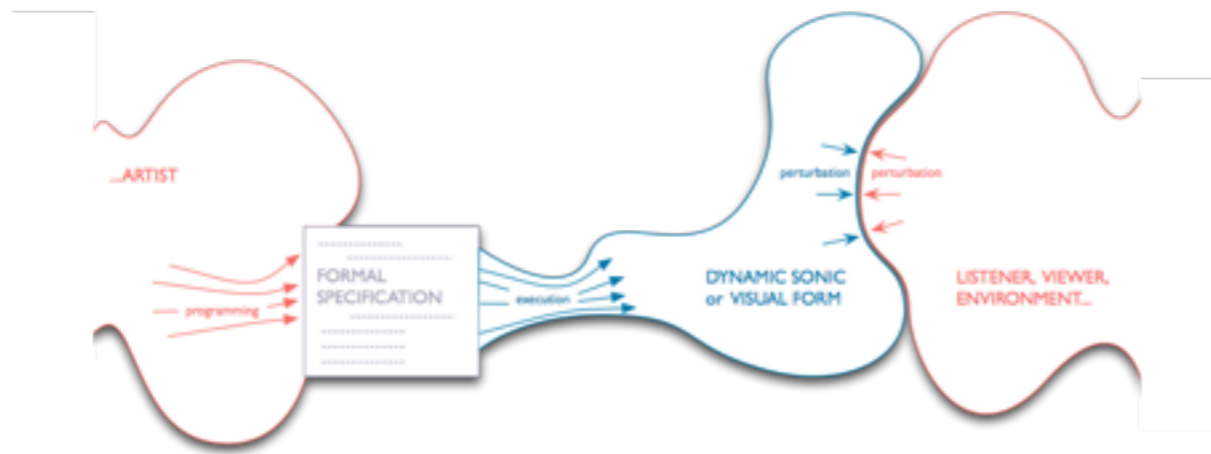 ...ARTIST
programming
FORMAL
SPECIFICATION
execution
DYNAMIC SONIC
or VISUAL FORM
perturbation
perturbation
LISTENER, VIEWER,
ENVIRONMENT...